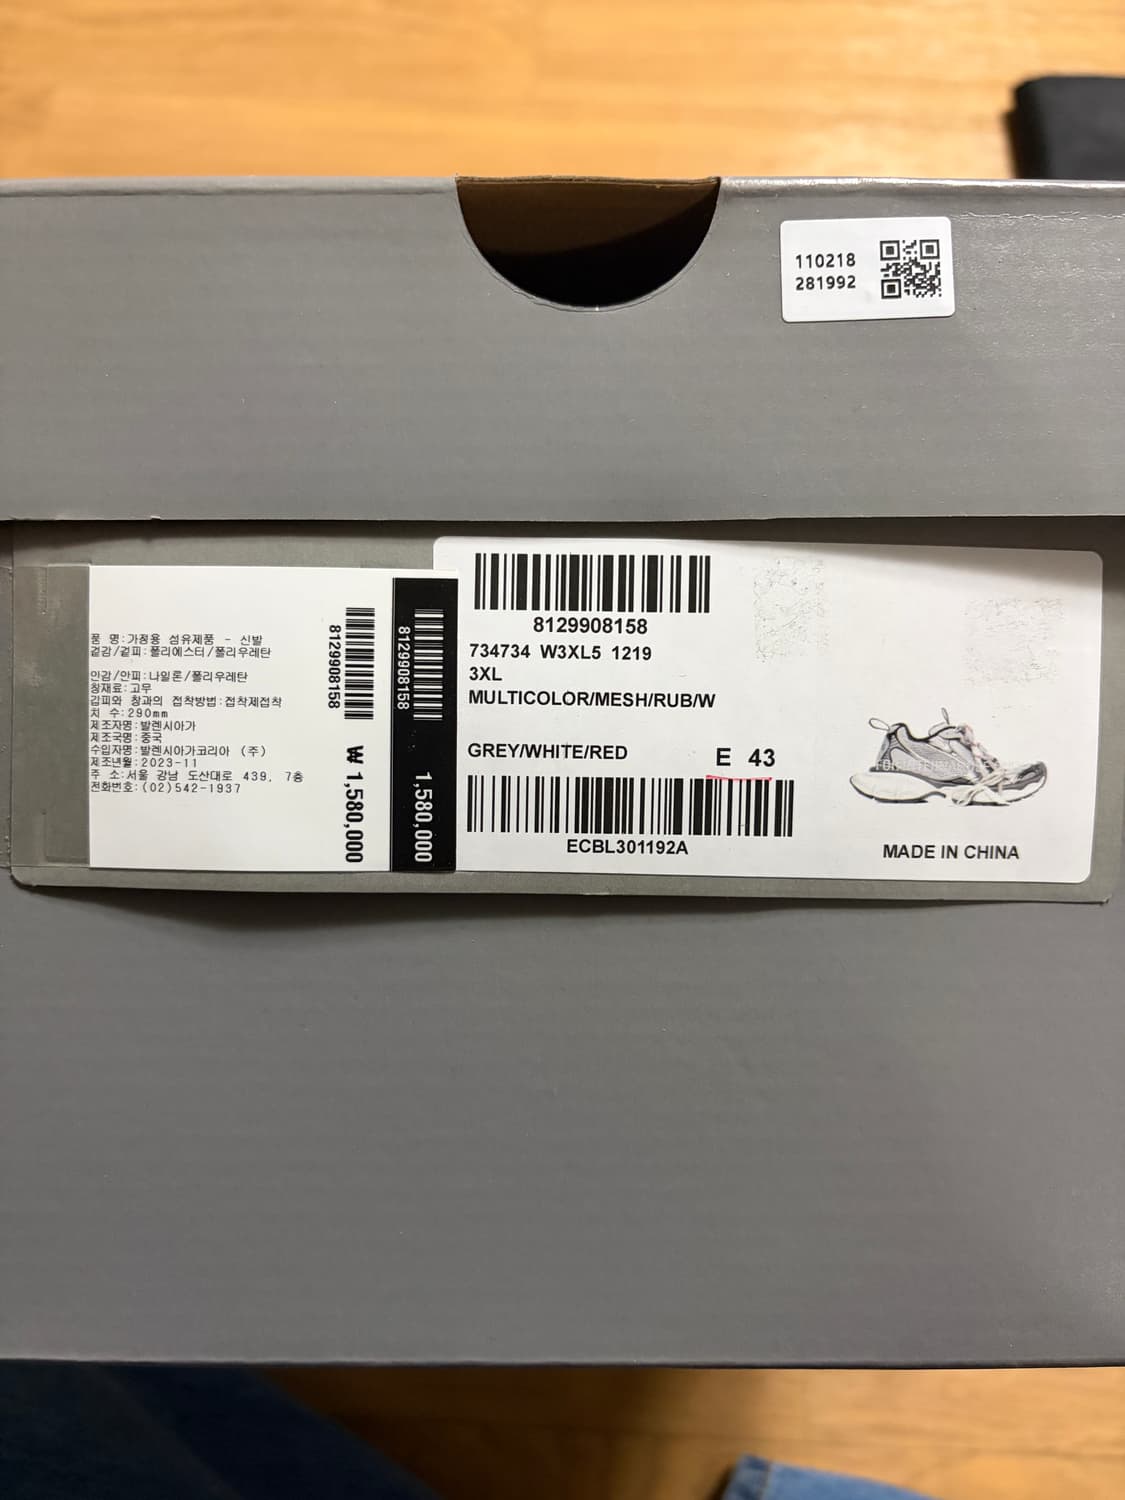 110218
281992
품 명:가정용 섬유제품 - 신발
겉감/겉피:폴리에스터/폴리우레탄
안감/안피:나일론/폴리우레탄
창재료:고무
갑피와 창과의 접착방법:접착제접착
치 수:290mm
제조자명:발렌시아가
제조국명:중국
수입자명:발렌시아가코리아 (주)
제조년월:2023-11
주 소:서울 강남 도산대로 439, 7층
전화번호:(02)542-1937
8129908158
₩ 1,580,000
8129908158
1,580,000
8129908158
734734 W3XL5 1219
3XL
MULTICOLOR/MESH/RUB/W
GREY/WHITE/RED
E 43
ECBL301192A
MADE IN CHINA